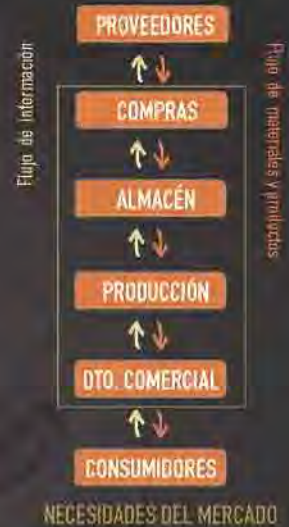 PROVEEDORES
Flujo de información
Flujo de materiales y productos
COMPRAS
ALMACÉN
PRODUCCIÓN
DTO. COMERCIAL
CONSUMIDORES
NECESIDADES DEL MERCADO